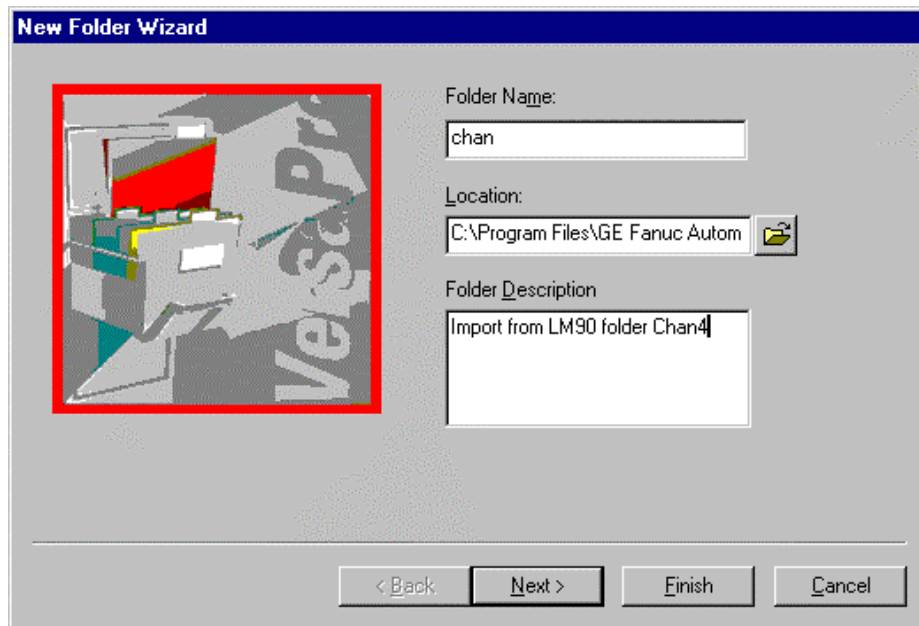 New Folder Wizard
VersaPro
Folder Name:
chan
Location:
C:\Program Files\GE Fanuc Autom
Folder Description
Import from LM90 folder Chan4
< Back
Next >
Finish
Cancel